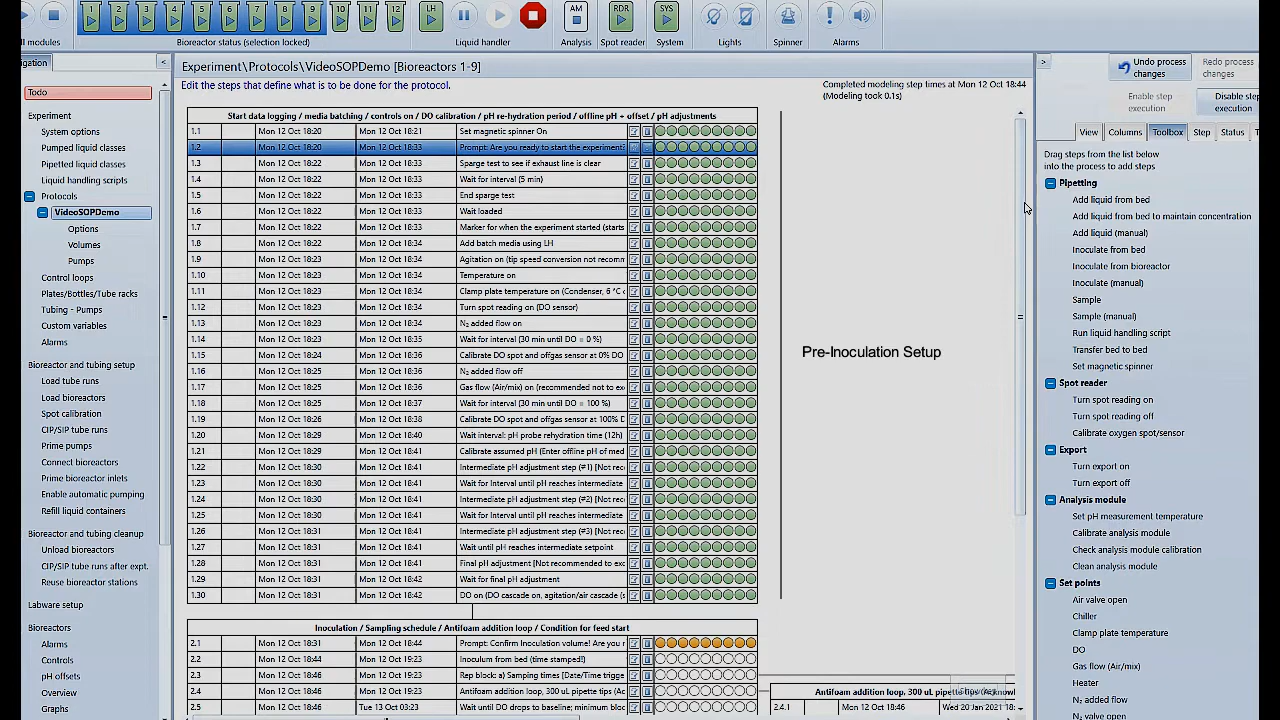 1 2 3 4 5 6 7 8 9 10 11 12 LH AM RDR SYS
ll modules Bioreactor status (selection locked) Liquid handler Analysis Spot reader System Lights Spinner Alarms
igation <
Todo
Experiment
System options
Pumped liquid classes
Pipetted liquid classes
Liquid handling scripts
Protocols
VideoSOPDemo
Options
Volumes
Pumps
Control loops
Plates/Bottles/Tube racks
Tubing - Pumps
Custom variables
Todo
Bioreactor and tubing setup
Load tube runs
Load bioreactors
Spot calibration
CIP/SIP tube runs
Prime pumps
Connect bioreactors
Prime bioreactor inlets
Enable automatic pumping
Refill liquid containers
Bioreactor and tubing cleanup
Unload bioreactors
CIP/SIP tube runs after expt.
Reuse bioreactor stations
Labware setup
Bioreactors
Alarms
Controls
pH offsets
Overview
Graphs
Experiment\Protocols\VideoSOPDemo [Bioreactors 1-9]
Edit the steps that define what is to be done for the protocol.
Completed modeling step times at Mon 12 Oct 18:44
(Modeling took 0.1s)
Start data logging / media batching / controls on / DO calibration / pH re-hydration period / offline pH + offset / pH adjustments
1.1 Mon 12 Oct 18:20 Mon 12 Oct 18:21 Set magnetic spinner On
1.2 Mon 12 Oct 18:20 Mon 12 Oct 18:33 Prompt: Are you ready to start the experiment?
1.3 Mon 12 Oct 18:22 Mon 12 Oct 18:33 Sparge test to see if exhaust line is clear
1.4 Mon 12 Oct 18:22 Mon 12 Oct 18:33 Wait for interval (5 min)
1.5 Mon 12 Oct 18:22 Mon 12 Oct 18:33 End sparge test
1.6 Mon 12 Oct 18:22 Mon 12 Oct 18:33 Wait loaded
1.7 Mon 12 Oct 18:22 Mon 12 Oct 18:33 Marker for when the experiment started (starts
1.8 Mon 12 Oct 18:22 Mon 12 Oct 18:34 Add batch media using LH
1.9 Mon 12 Oct 18:23 Mon 12 Oct 18:34 Agitation on (tip speed conversion not recomm
1.10 Mon 12 Oct 18:23 Mon 12 Oct 18:34 Temperature on
1.11 Mon 12 Oct 18:23 Mon 12 Oct 18:34 Clamp plate temperature on (Condenser, 6 °C
1.12 Mon 12 Oct 18:23 Mon 12 Oct 18:34 Turn spot reading on (DO sensor)
1.13 Mon 12 Oct 18:23 Mon 12 Oct 18:34 N₂ added flow on
1.14 Mon 12 Oct 18:23 Mon 12 Oct 18:35 Wait for interval (30 min until DO = 0 %)
1.15 Mon 12 Oct 18:24 Mon 12 Oct 18:36 Calibrate DO spot and offgas sensor at 0% DO
1.16 Mon 12 Oct 18:25 Mon 12 Oct 18:36 N₂ added flow off
1.17 Mon 12 Oct 18:25 Mon 12 Oct 18:36 Gas flow (Air/mix) on (recommended not to ex
1.18 Mon 12 Oct 18:25 Mon 12 Oct 18:37 Wait for interval (30 min until DO = 100 %)
1.19 Mon 12 Oct 18:26 Mon 12 Oct 18:38 Calibrate DO spot and offgas sensor at 100% D
1.20 Mon 12 Oct 18:29 Mon 12 Oct 18:40 Wait interval: pH probe rehydration time (12h)
1.21 Mon 12 Oct 18:29 Mon 12 Oct 18:41 Calibrate assumed pH (Enter offline pH of med
1.22 Mon 12 Oct 18:30 Mon 12 Oct 18:41 Intermediate pH adjustment step (#1) [Not rec
1.23 Mon 12 Oct 18:30 Mon 12 Oct 18:41 Wait for Interval until pH reaches intermediate
1.24 Mon 12 Oct 18:30 Mon 12 Oct 18:41 Intermediate pH adjustment step (#2) [Not rec
1.25 Mon 12 Oct 18:30 Mon 12 Oct 18:41 Wait for Interval until pH reaches intermediate
1.26 Mon 12 Oct 18:31 Mon 12 Oct 18:41 Intermediate pH adjustment step (#3) [Not rec
1.27 Mon 12 Oct 18:31 Mon 12 Oct 18:41 Wait until pH reaches intermediate setpoint
1.28 Mon 12 Oct 18:31 Mon 12 Oct 18:41 Final pH adjustment [Not recommended to exc
1.29 Mon 12 Oct 18:31 Mon 12 Oct 18:42 Wait for final pH adjustment
1.30 Mon 12 Oct 18:31 Mon 12 Oct 18:42 DO on (DO cascade on, agitation/air cascade (s
Pre-Inoculation Setup
Inoculation / Sampling schedule / Antifoam addition loop / Condition for feed start
2.1 Mon 12 Oct 18:31 Mon 12 Oct 18:44 Prompt: Confirm Inoculation volume! Are you r
2.2 Mon 12 Oct 18:44 Mon 12 Oct 19:23 Inoculum from bed (time stamped!)
2.3 Mon 12 Oct 18:46 Mon 12 Oct 19:23 Rep block: a) Sampling times [Date/Time trigge
2.4 Mon 12 Oct 18:46 Mon 12 Oct 19:23 Antifoam addition loop, 300 uL pipette tips (Ac
2.5 Mon 12 Oct 18:46 Tue 13 Oct 03:23 Wait until DO drops to baseline; minimum bloc
Antifoam addition loop, 300 uL pipette tips (Acknowl
2.4.1 Mon 12 Oct 18:46 Wed 20 Jan 2021 18:
>
Undo process changes
Redo process changes
Enable step execution
Disable step execution
View Columns Toolbox Step Status
Drag steps from the list below
into the process to add steps
Pipetting
Add liquid from bed
Add liquid from bed to maintain concentration
Add liquid (manual)
Inoculate from bed
Inoculate from bioreactor
Inoculate (manual)
Sample
Sample (manual)
Run liquid handling script
Transfer bed to bed
Set magnetic spinner
Spot reader
Turn spot reading on
Turn spot reading off
Calibrate oxygen spot/sensor
Export
Turn export on
Turn export off
Analysis module
Set pH measurement temperature
Calibrate analysis module
Check analysis module calibration
Clean analysis module
Set points
Air valve open
Chiller
Clamp plate temperature
DO
Gas flow (Air/mix)
Heater
N₂ added flow
N₂ valve open